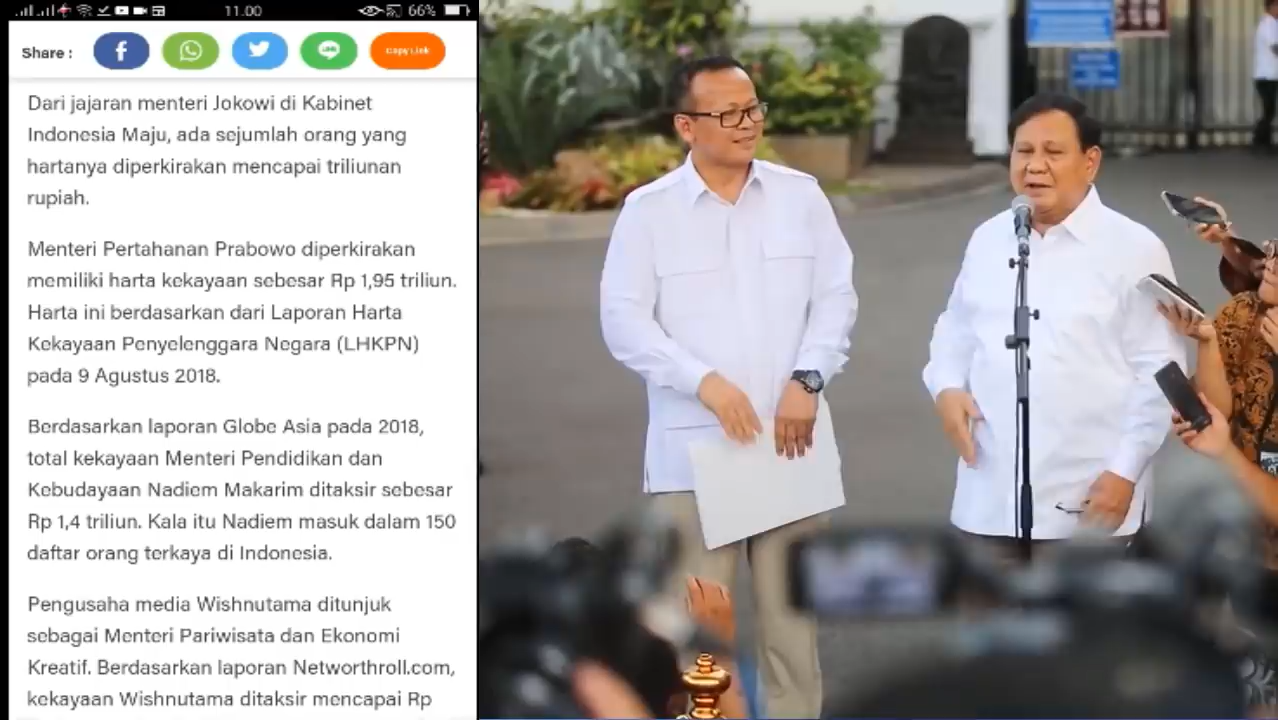 11.00
66%
Share :
Copy Link
Dari jajaran menteri Jokowi di Kabinet
Indonesia Maju, ada sejumlah orang yang
hartanya diperkirakan mencapai triliunan
rupiah.
Menteri Pertahanan Prabowo diperkirakan
memiliki harta kekayaan sebesar Rp 1,95 triliun.
Harta ini berdasarkan dari Laporan Harta
Kekayaan Penyelenggara Negara (LHKPN)
pada 9 Agustus 2018.
Berdasarkan laporan Globe Asia pada 2018,
total kekayaan Menteri Pendidikan dan
Kebudayaan Nadiem Makarim ditaksir sebesar
Rp 1,4 triliun. Kala itu Nadiem masuk dalam 150
daftar orang terkaya di Indonesia.
Pengusaha media Wishnutama ditunjuk
sebagai Menteri Pariwisata dan Ekonomi
Kreatif. Berdasarkan laporan Networthroll.com,
kekayaan Wishnutama ditaksir mencapai Rp